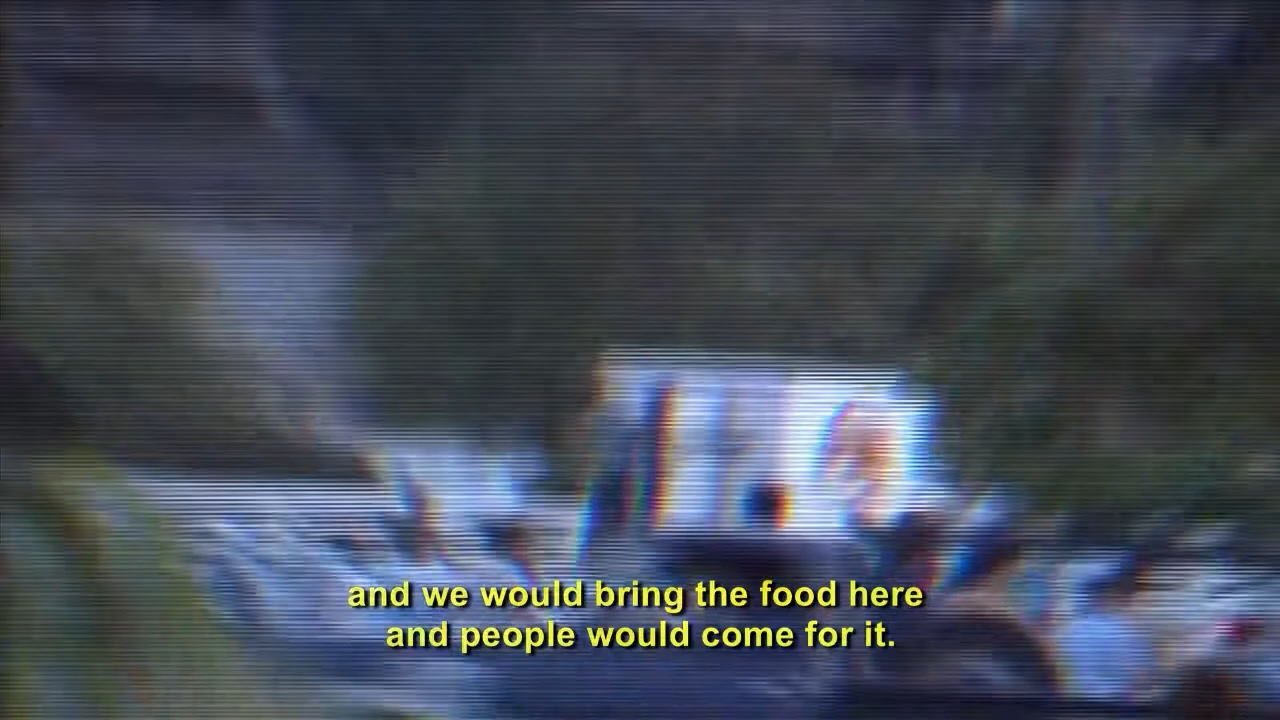 and we would bring the food here
and people would come for it.